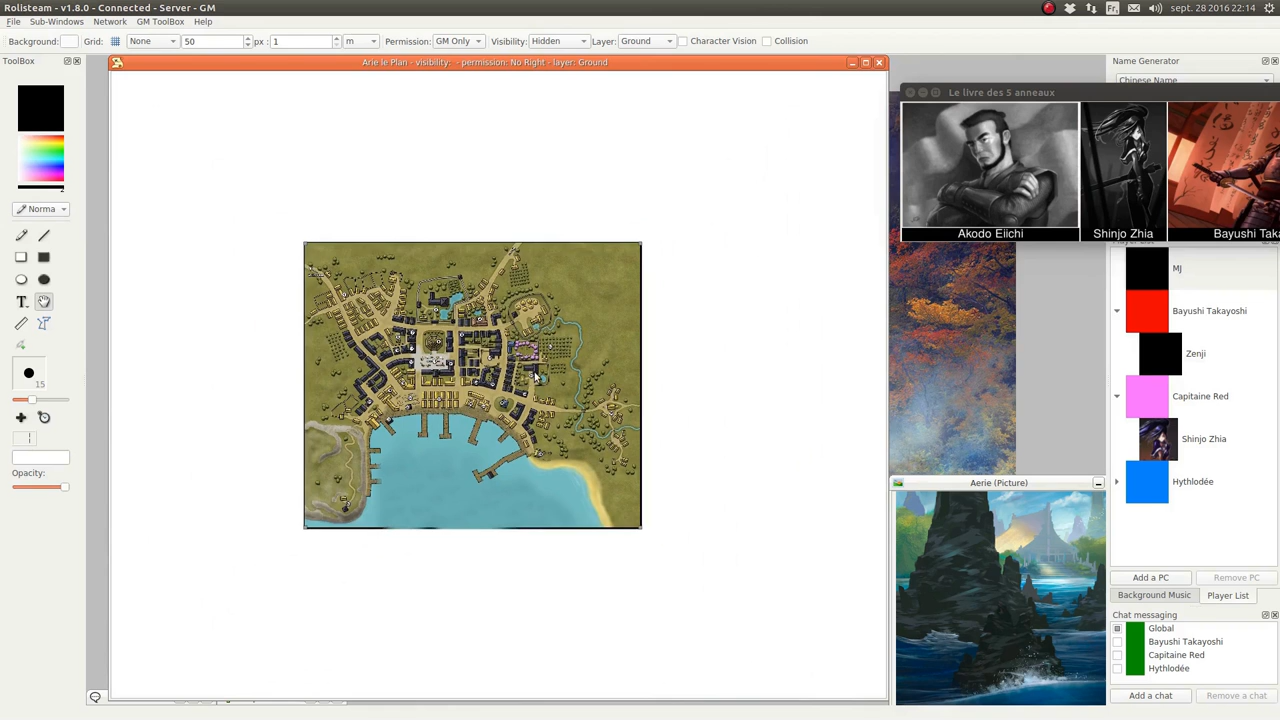 Rolisteam - v1.8.0 - Connected - Server - GM
Fr
sept. 28 2016 22:14
File Sub-Windows Network GM ToolBox Help
Background: Grid: None 50 px : 1 m Permission: GM Only Visibility: Hidden Layer: Ground Character Vision Collision
ToolBox
Arie le Plan - visibility: - permission: No Right - layer: Ground
Name Generator
Chinese Name
Le livre des 5 anneaux
Akodo Eiichi
Shinjo Zhia
Bayushi Tak
Norma
T
15
Opacity:
MJ
Bayushi Takayoshi
Zenji
Capitaine Red
Shinjo Zhia
Hythlodée
Aerie (Picture)
Add a PC Remove PC
Background Music Player List
Chat messaging
Global
Bayushi Takayoshi
Capitaine Red
Hythlodée
Add a chat Remove a chat